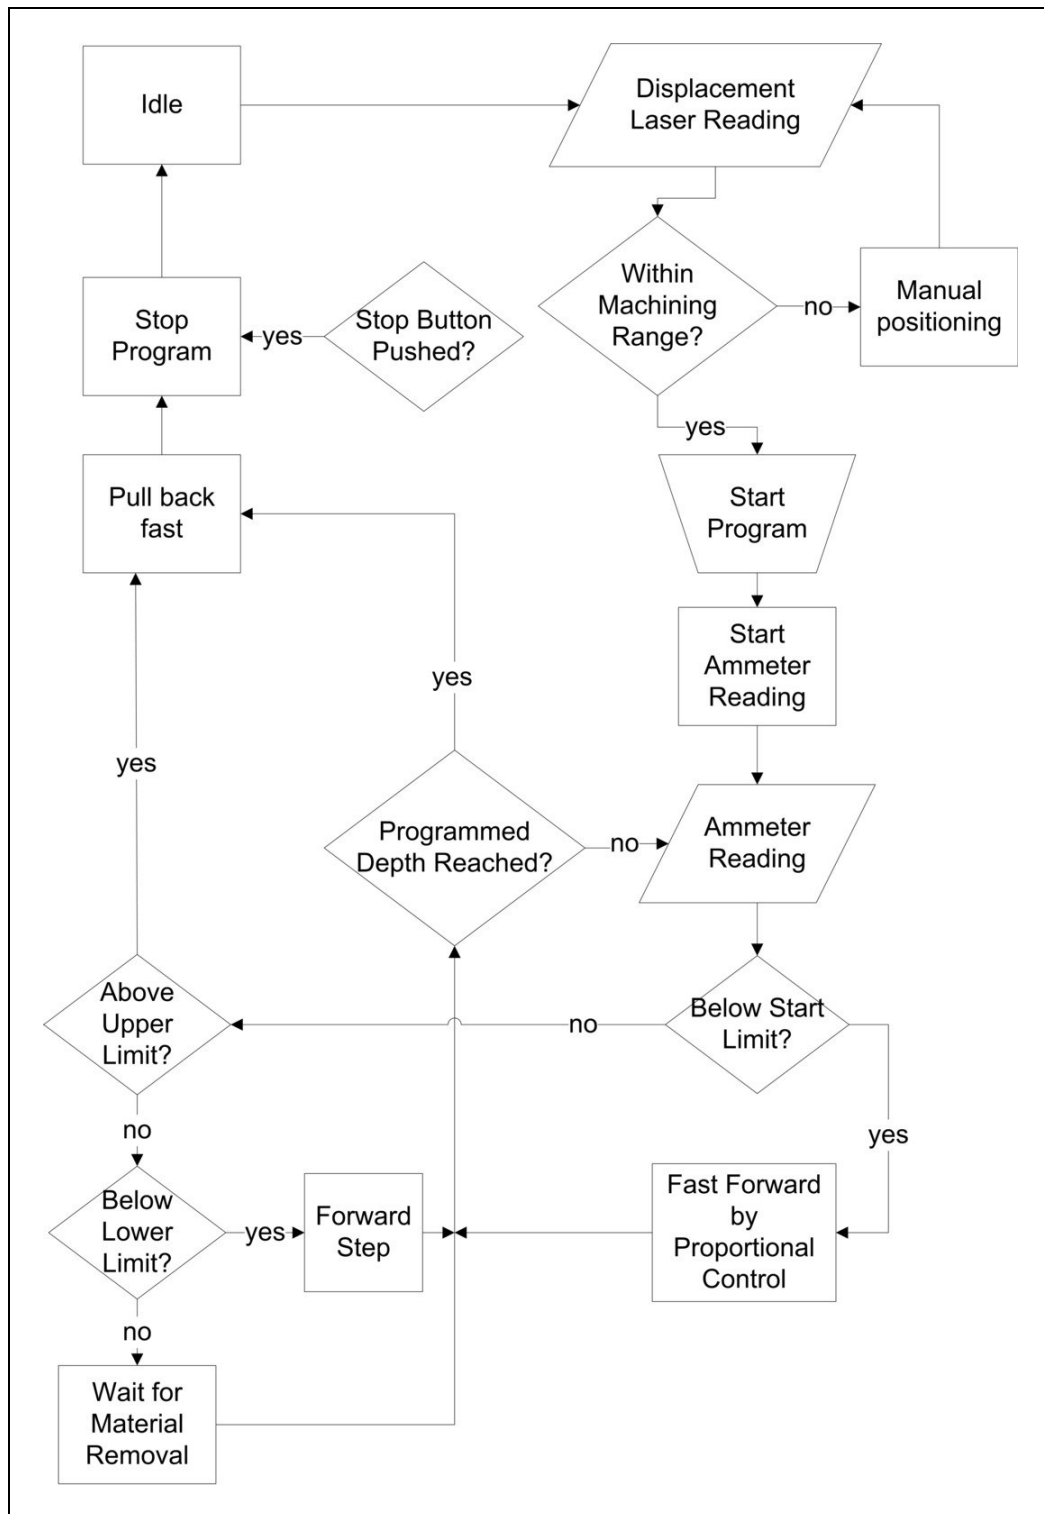 Idle
Displacement
Laser Reading
Within
Machining
Range?
no
Manual
positioning
Stop
Program
yes
Stop Button
Pushed?
yes
Pull back
fast
Start
Program
Start
Ammeter
Reading
yes
yes
Programmed
Depth Reached?
no
Ammeter
Reading
Above
Upper
Limit?
no
Below Start
Limit?
no
yes
Below
Lower
Limit?
yes
Forward
Step
Fast Forward
by
Proportional
Control
no
Wait for
Material
Removal